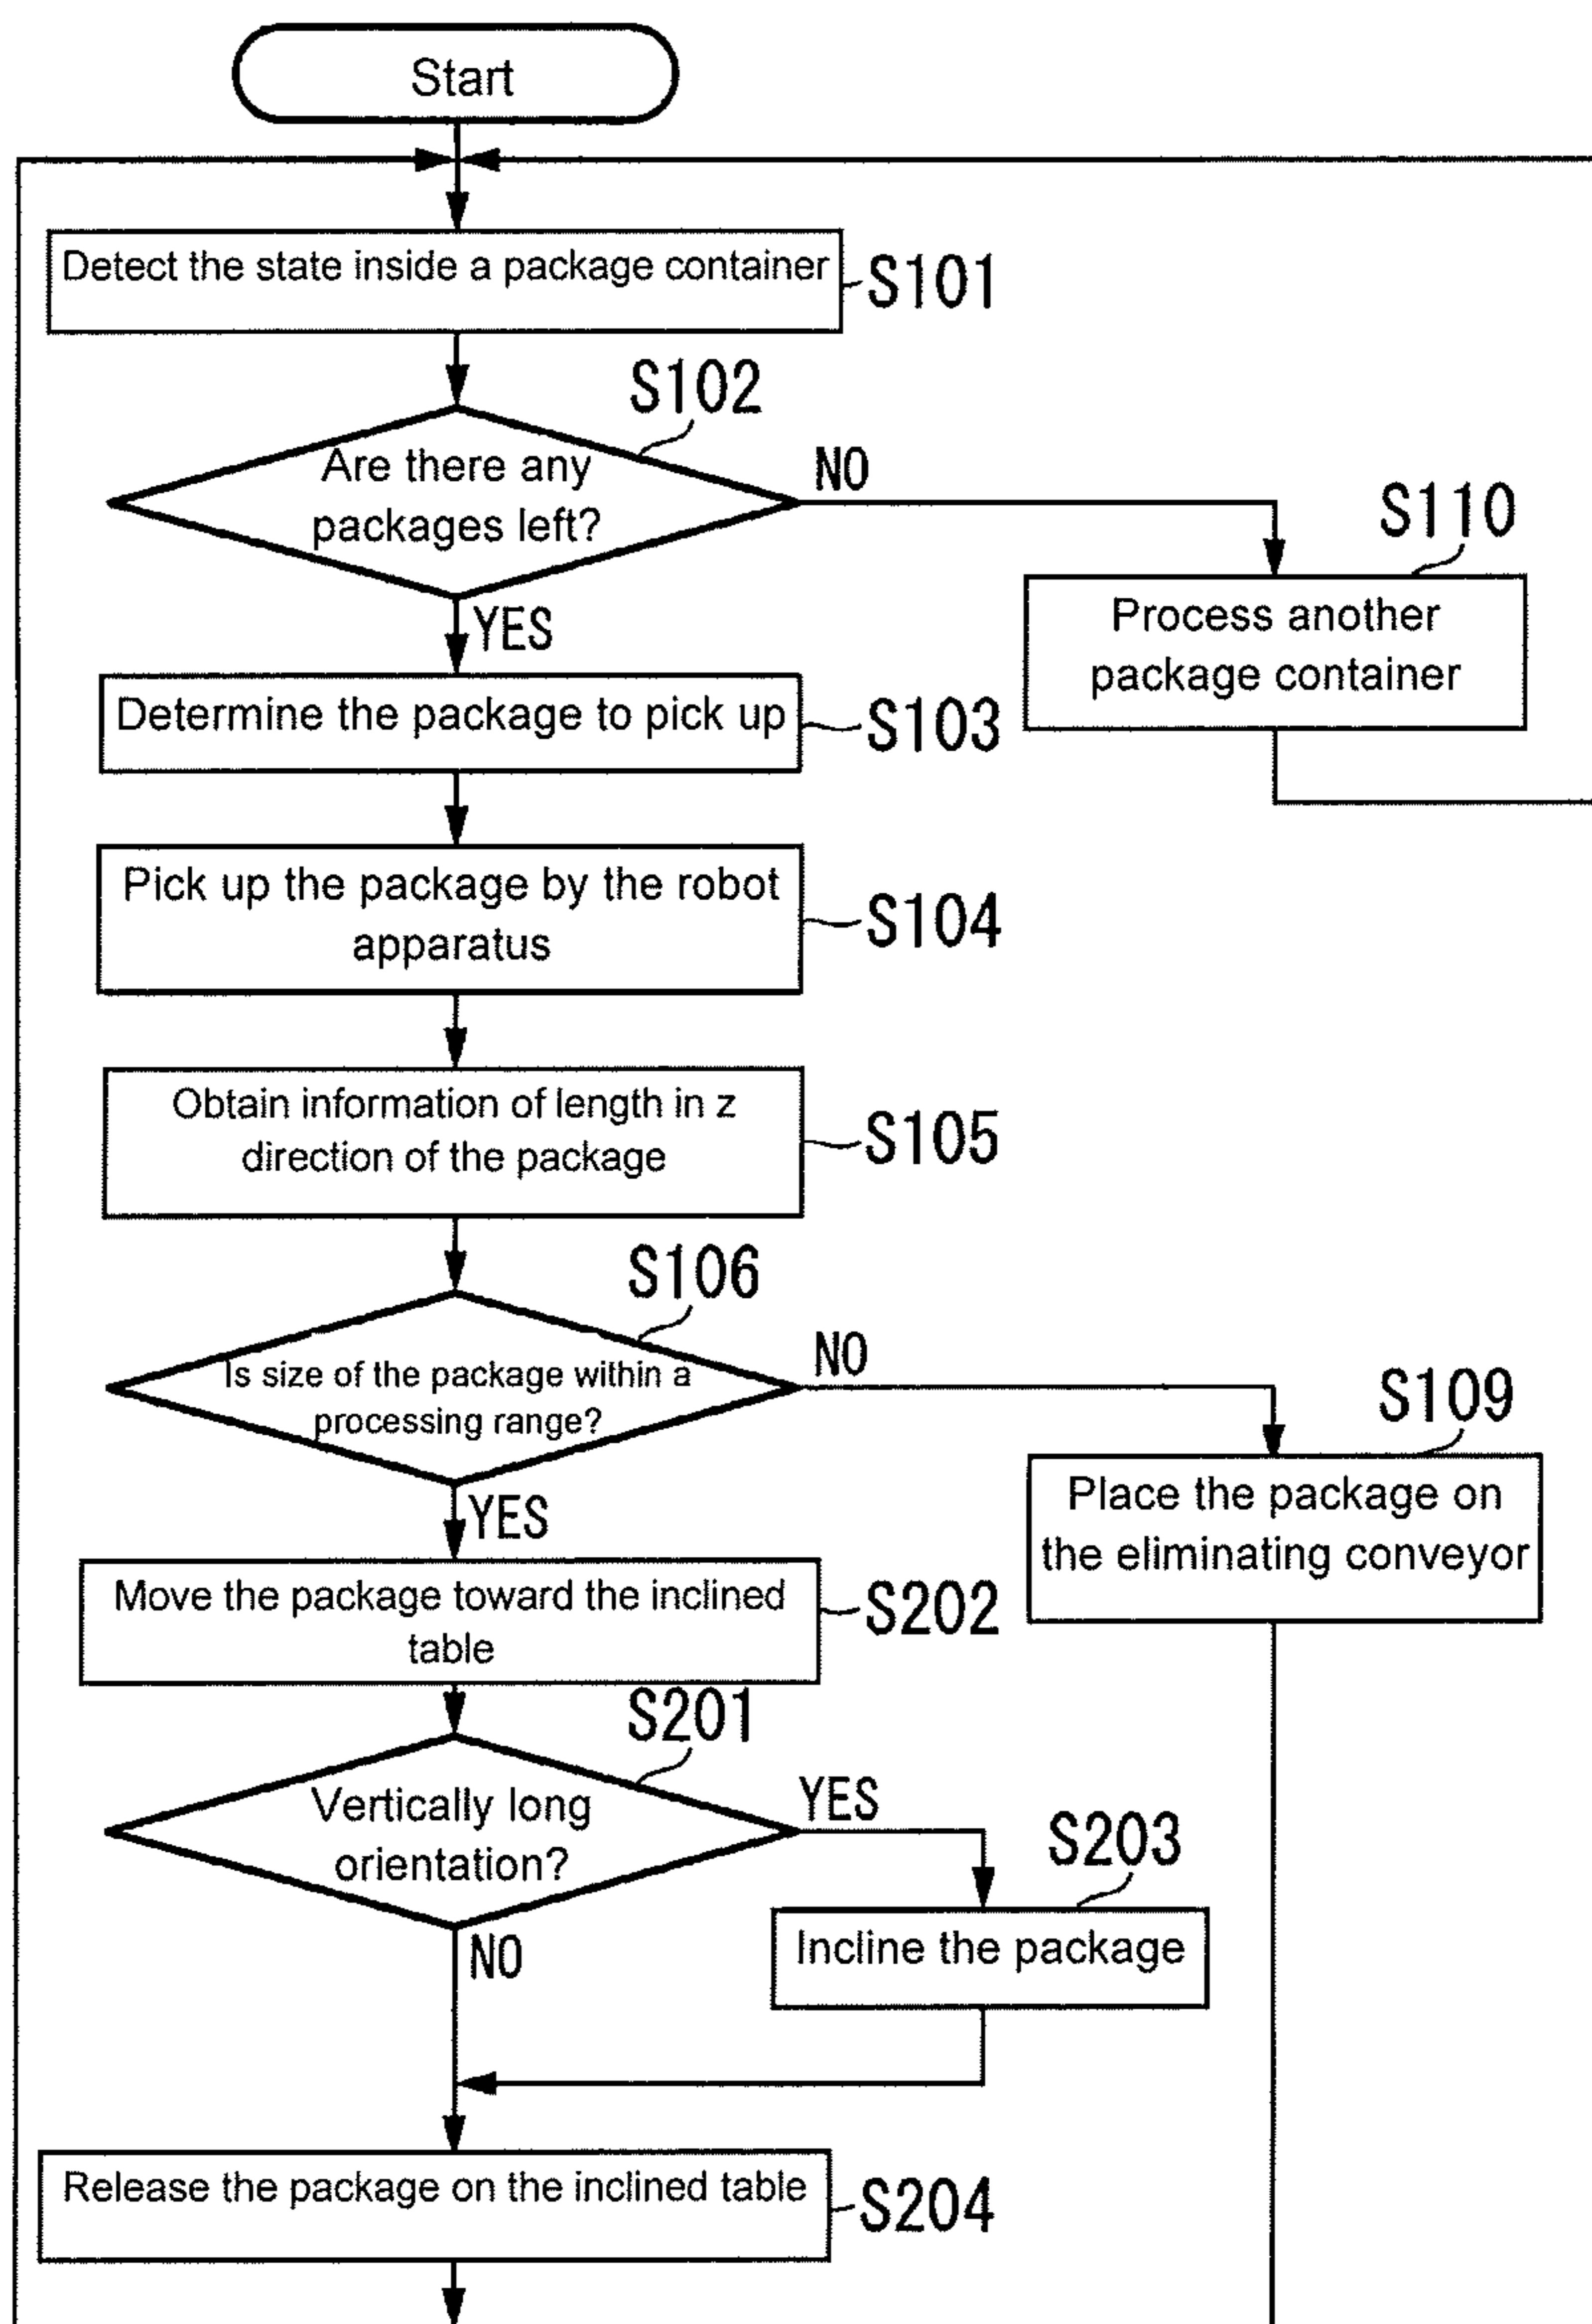 Start
Detect the state inside a package container
S101
S102
Are there any
packages left?
NO
YES
S110
Process another
package container
Determine the package to pick up
S103
Pick up the package by the robot
apparatus
S104
Obtain information of length in z
direction of the package
S105
S106
Is size of the package within a
processing range?
NO
YES
S109
Place the package on
the eliminating conveyor
Move the package toward the inclined
table
S202
S201
Vertically long
orientation?
YES
NO
S203
Incline the package
Release the package on the inclined table
S204